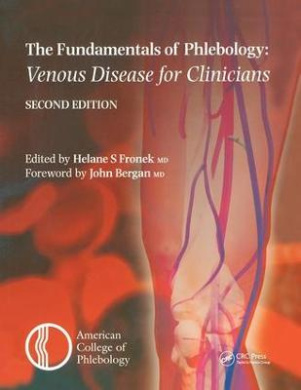 The Fundamentals of Phlebology:
Venous Disease for Clinicians
SECOND EDITION
Edited by Helane S Fronek MD
Foreword by John Bergan MD
American
College of
Phlebology
CRC Press